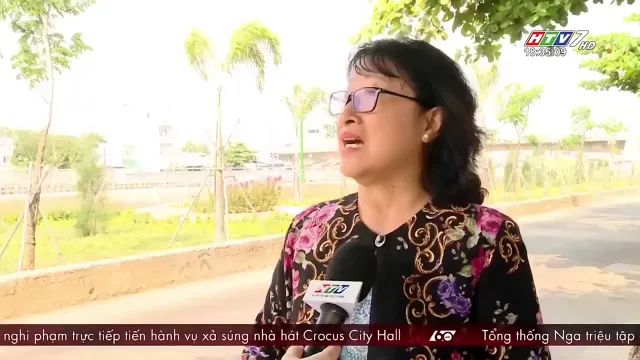 HTV7 HD
18:35:09
HTV
nghi phạm trực tiếp tiến hành vụ xả súng nhà hát Crocus City Hall 60 Tổng thống Nga triệu tập